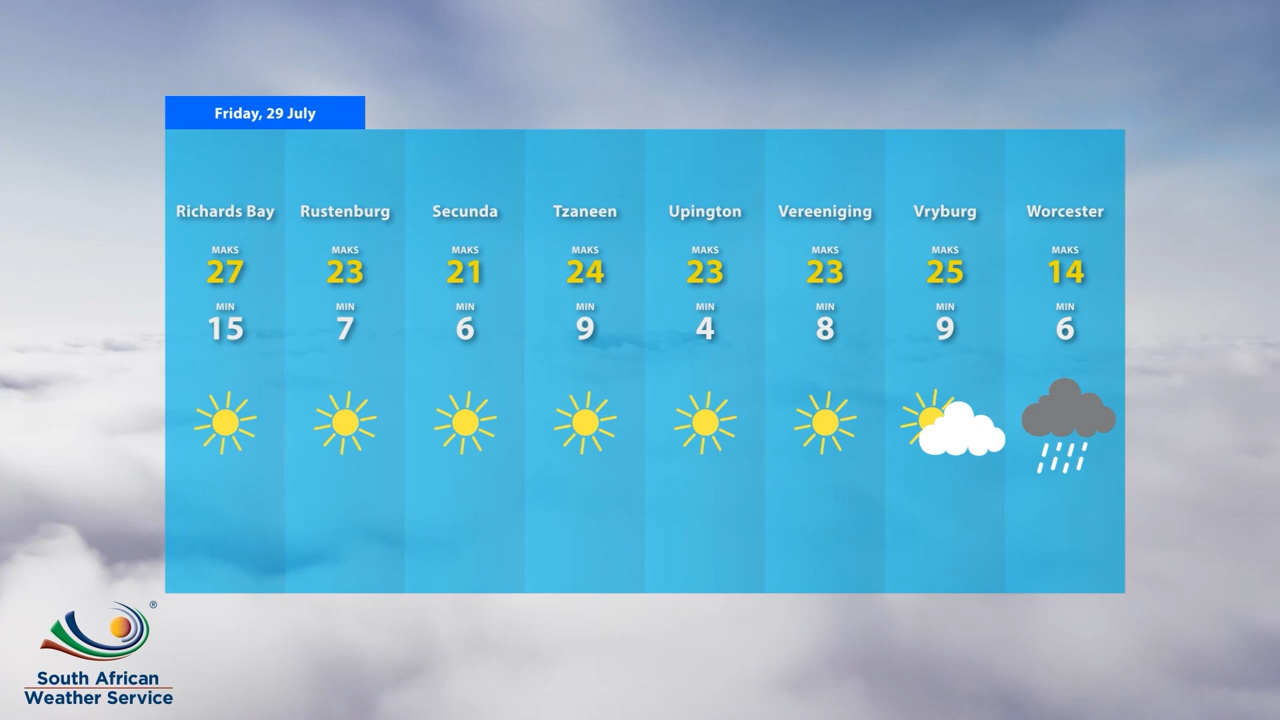 Friday, 29 July
Richards Bay Rustenburg Secunda Tzaneen Upington Vereeniging Vryburg Worcester
MAKS MAKS MAKS MAKS MAKS MAKS MAKS MAKS
27 23 21 24 23 23 25 14
MIN MIN MIN MIN MIN MIN MIN MIN
15 7 6 9 4 8 9 6
®
South African
Weather Service